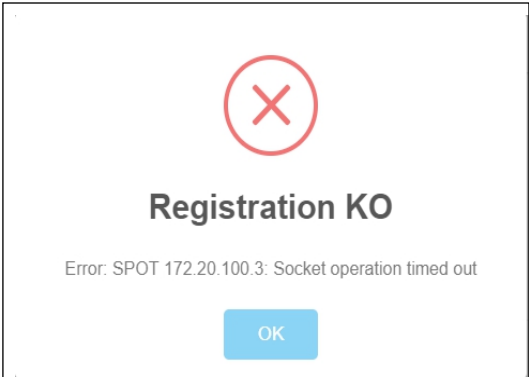 Registration KO
Error: SPOT 172.20.100.3: Socket operation timed out
OK